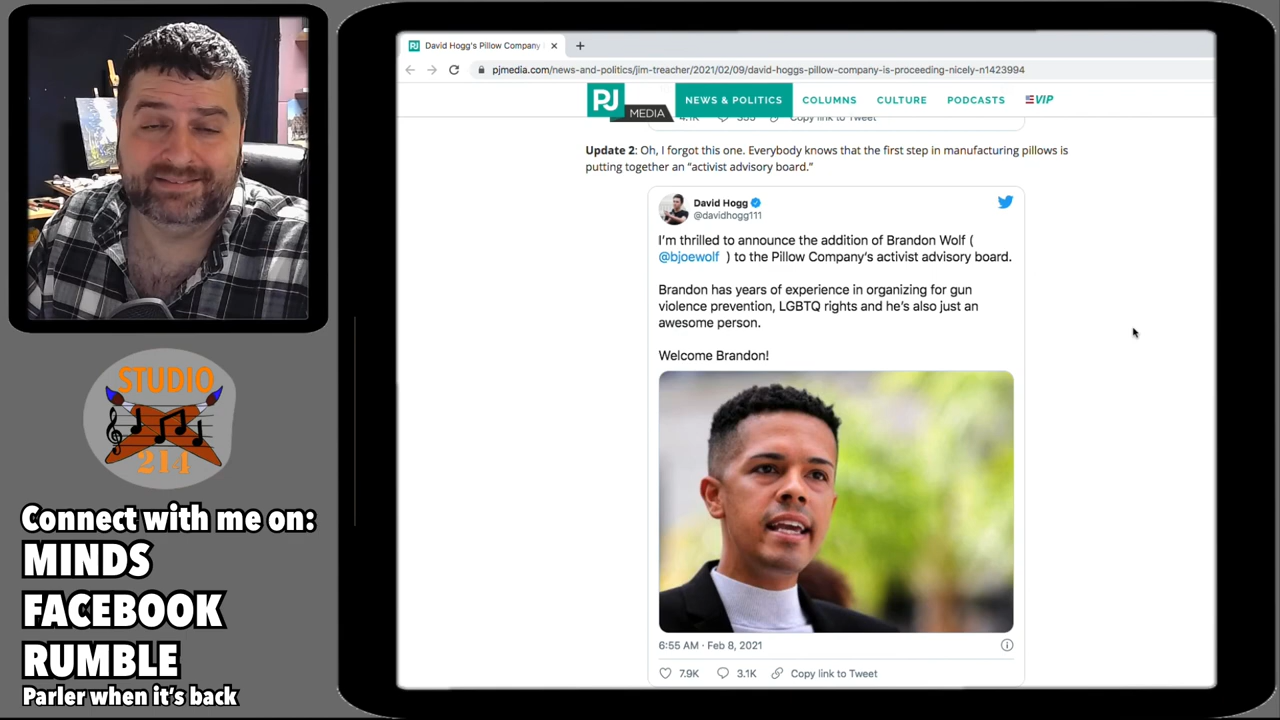 STUDIO
214
Connect with me on:
MINDS
FACEBOOK
RUMBLE
Parler when it's back
David Hogg's Pillow Company
pjmedia.com/news-and-politics/jim-treacher/2021/02/09/david-hoggs-pillow-company-is-proceeding-nicely-n1423994
PJ MEDIA NEWS & POLITICS COLUMNS CULTURE PODCASTS VIP
Copy link to Tweet
Update 2: Oh, I forgot this one. Everybody knows that the first step in manufacturing pillows is
putting together an “activist advisory board.”
David Hogg
@davidhogg111
I’m thrilled to announce the addition of Brandon Wolf (
@bjoewolf ) to the Pillow Company’s activist advisory board.
Brandon has years of experience in organizing for gun
violence prevention, LGBTQ rights and he’s also just an
awesome person.
Welcome Brandon!
6:55 AM · Feb 8, 2021
7.9K 3.1K Copy link to Tweet